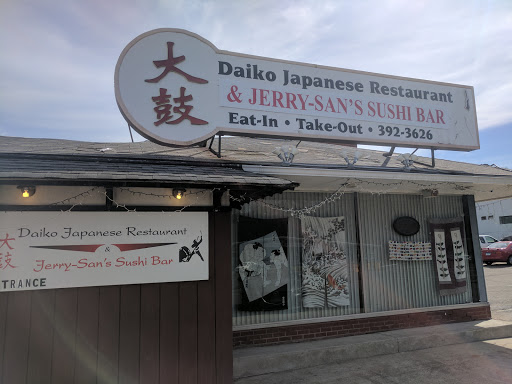 大鼓
Daiko Japanese Restaurant
& JERRY-SAN'S SUSHI BAR
Eat-In • Take-Out • 392-3626
大鼓
Daiko Japanese Restaurant
&
Jerry-San's Sushi Bar
NTRANCE